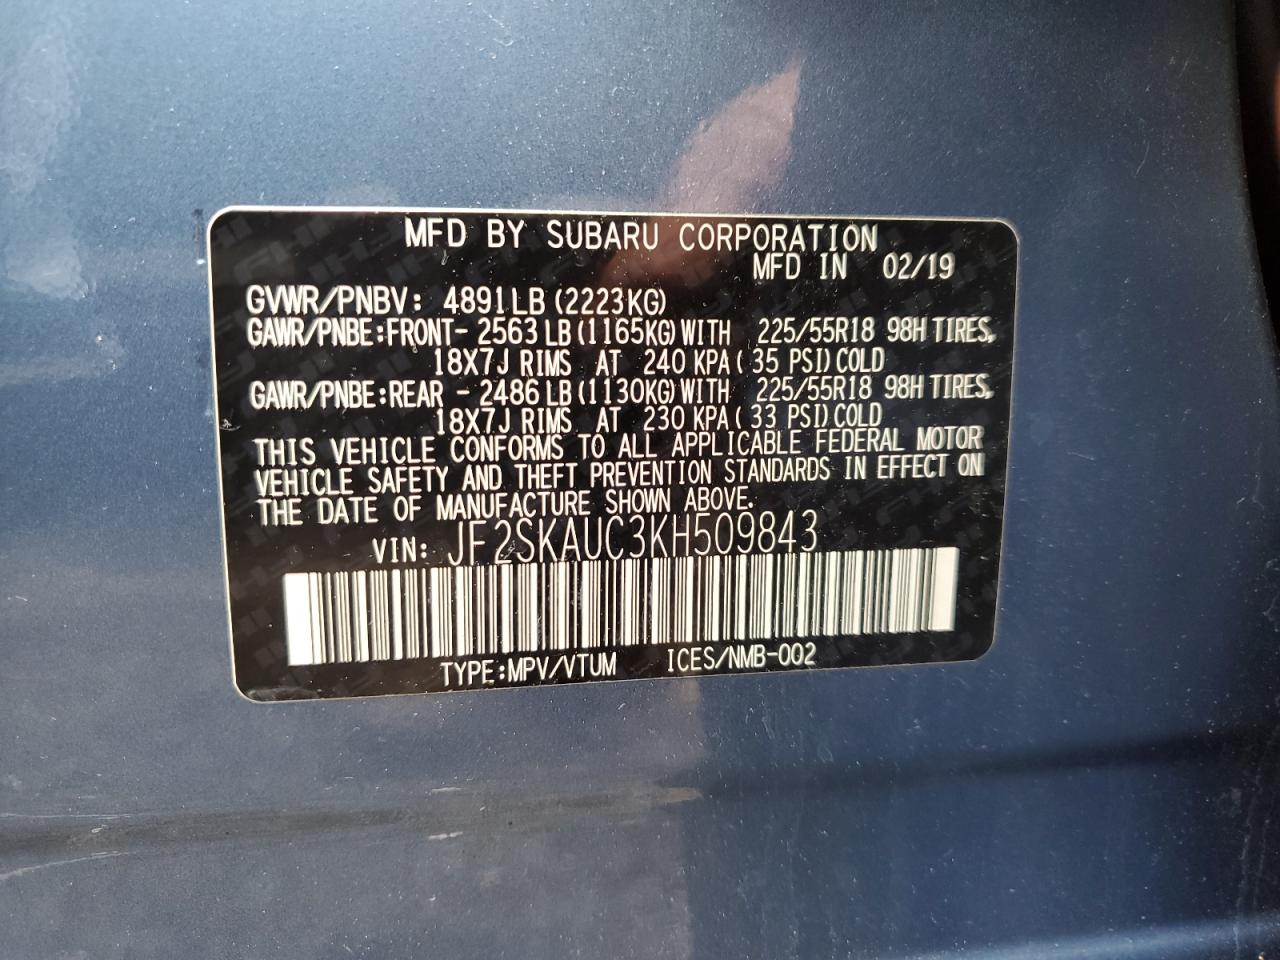 MFD BY SUBARU CORPORATION
MFD IN 02/19
GVWR/PNBV: 4891LB (2223KG)
GAWR/PNBE:FRONT- 2563 LB (1165KG) WITH 225/55R18 98H TIRES,
18X7J RIMS AT 240 KPA ( 35 PSI) COLD
GAWR/PNBE:REAR - 2486 LB (1130KG) WITH 225/55R18 98H TIRES,
18X7J RIMS AT 230 KPA ( 33 PSI) COLD
THIS VEHICLE CONFORMS TO ALL APPLICABLE FEDERAL MOTOR
VEHICLE SAFETY AND THEFT PREVENTION STANDARDS IN EFFECT ON
THE DATE OF MANUFACTURE SHOWN ABOVE.
VIN: JF2SKAUC3KH509843
TYPE:MPV/VTUM ICES/NMB-002